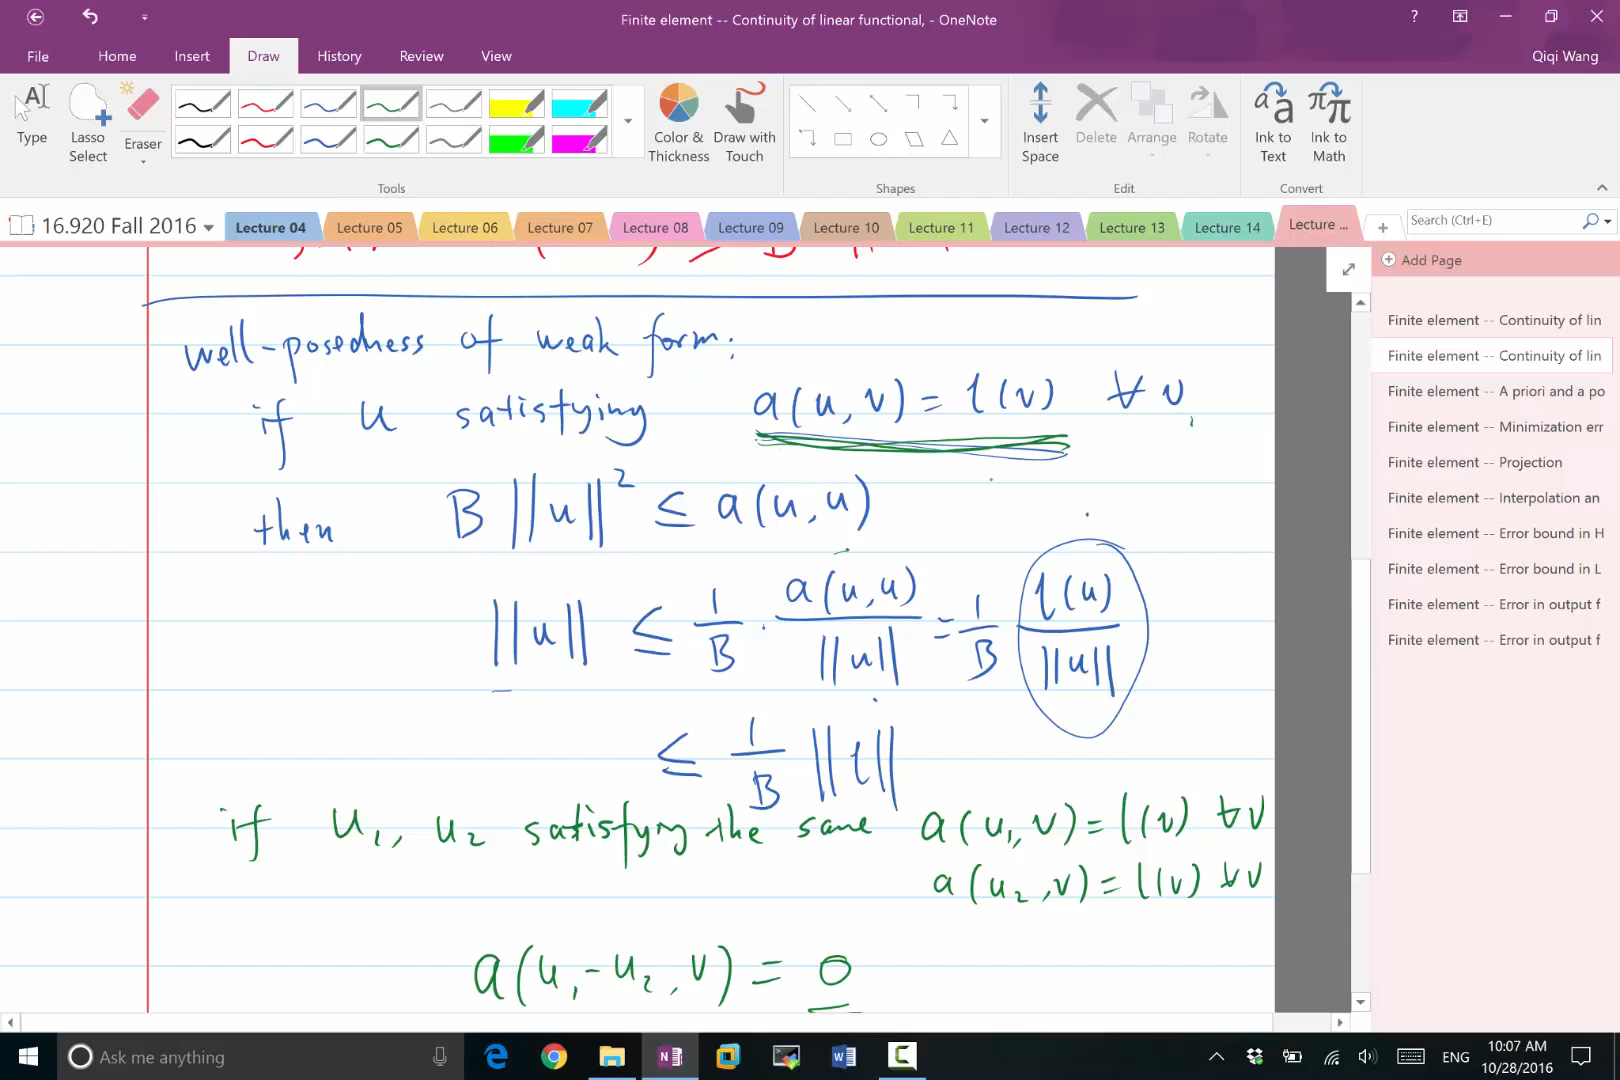 Finite element -- Continuity of linear functional, - OneNote
?
File Home Insert Draw History Review View
Qiqi Wang
Type
Lasso Select
Eraser
Color & Thickness
Draw with Touch
Insert Space
Delete
Arrange
Rotate
Ink to Text
Ink to Math
Tools
Shapes
Edit
Convert
16.920 Fall 2016
Lecture 04 Lecture 05 Lecture 06 Lecture 07 Lecture 08 Lecture 09 Lecture 10 Lecture 11 Lecture 12 Lecture 13 Lecture 14 Lecture ...
Search (Ctrl+E)
Add Page
Finite element -- Continuity of lin
Finite element -- Continuity of lin
Finite element -- A priori and a po
Finite element -- Minimization err
Finite element -- Projection
Finite element -- Interpolation an
Finite element -- Error bound in H
Finite element -- Error bound in L
Finite element -- Error in output f
Finite element -- Error in output f
well-posedness of weak form:
if u satisfying a(u,v) = l(v) ∀ v
then B ||u||² ≤ a(u,u)
||u|| ≤ 1/B · a(u,u)/||u|| = 1/B l(u)/||u||
≤ 1/B ||l||
if u₁, u₂ satisfying the same a(u₁,v) = l(v) ∀v
a(u₂,v) = l(v) ∀v
a(u₁-u₂,v) = 0
Ask me anything
ENG
10:07 AM
10/28/2016